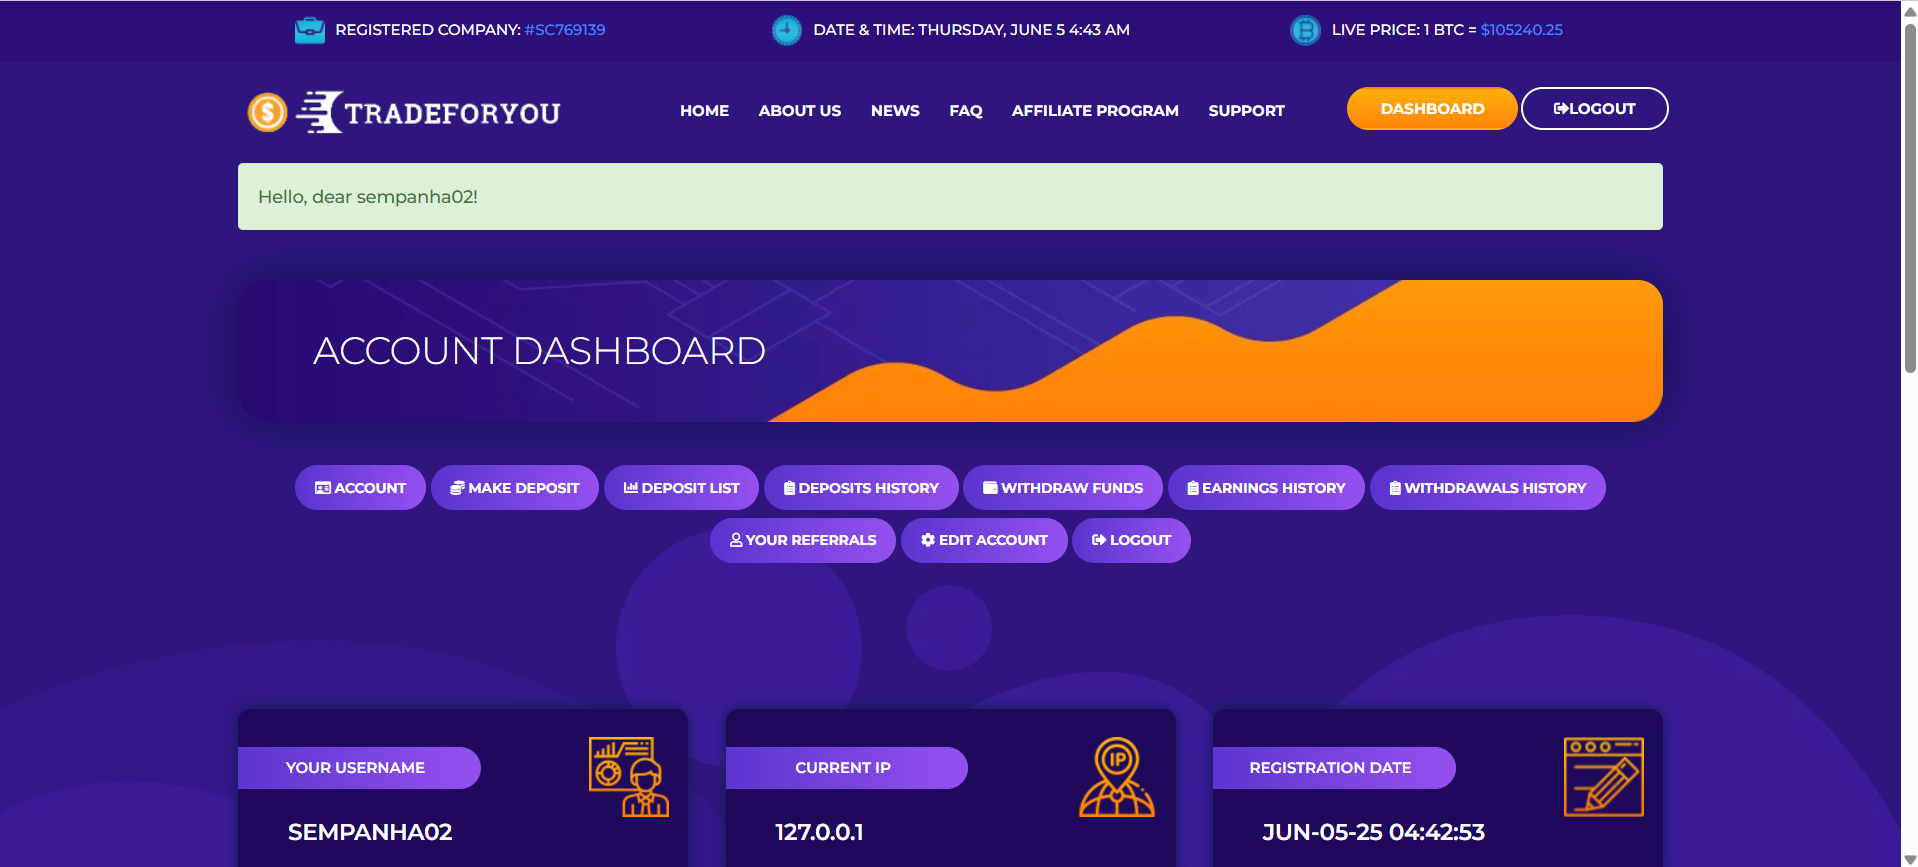 REGISTERED COMPANY: #SC769139
DATE & TIME: THURSDAY, JUNE 5 4:43 AM
LIVE PRICE: 1 BTC = $105240.25
TRADEFORYOU
HOME ABOUT US NEWS FAQ AFFILIATE PROGRAM SUPPORT
DASHBOARD LOGOUT
Hello, dear sempanha02!
ACCOUNT DASHBOARD
ACCOUNT MAKE DEPOSIT DEPOSIT LIST DEPOSITS HISTORY WITHDRAW FUNDS EARNINGS HISTORY WITHDRAWALS HISTORY
YOUR REFERRALS EDIT ACCOUNT LOGOUT
YOUR USERNAME
SEMPANHA02
CURRENT IP
IP
127.0.0.1
REGISTRATION DATE
JUN-05-25 04:42:53